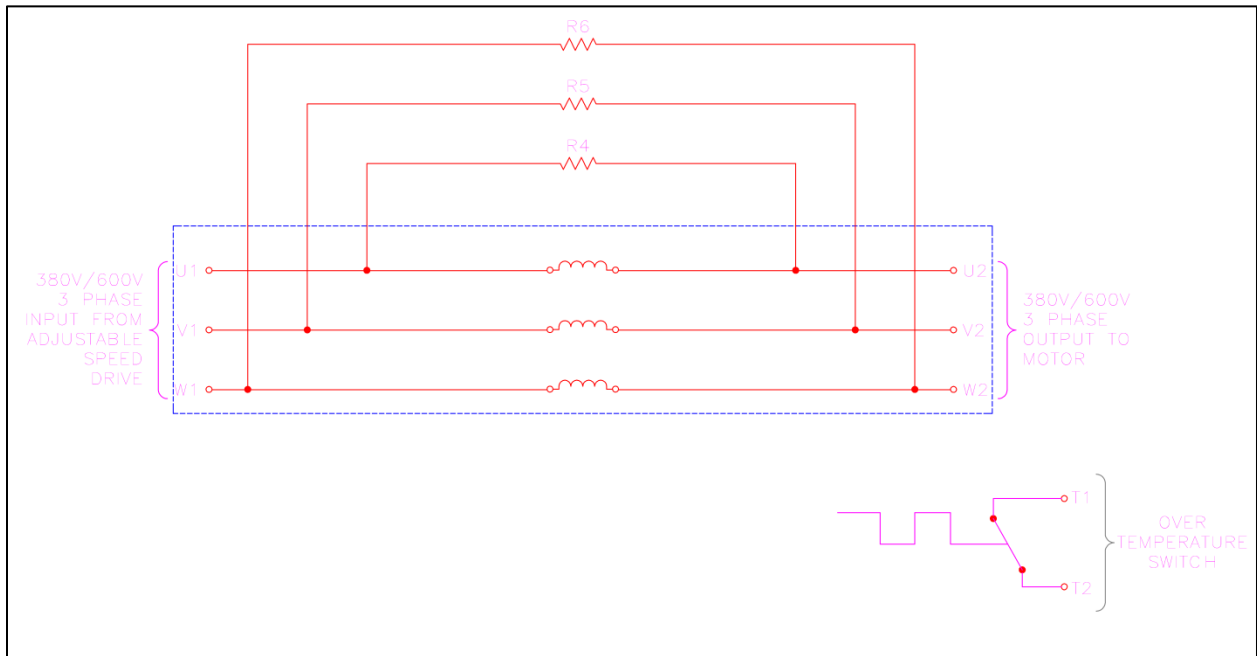 R6
R5
R4
380V/600V
3 PHASE
INPUT FROM
ADJUSTABLE
SPEED
DRIVE
U1
V1
W1
U2
V2
W2
380V/600V
3 PHASE
OUTPUT TO
MOTOR
T1
T2
OVER
TEMPERATURE
SWITCH